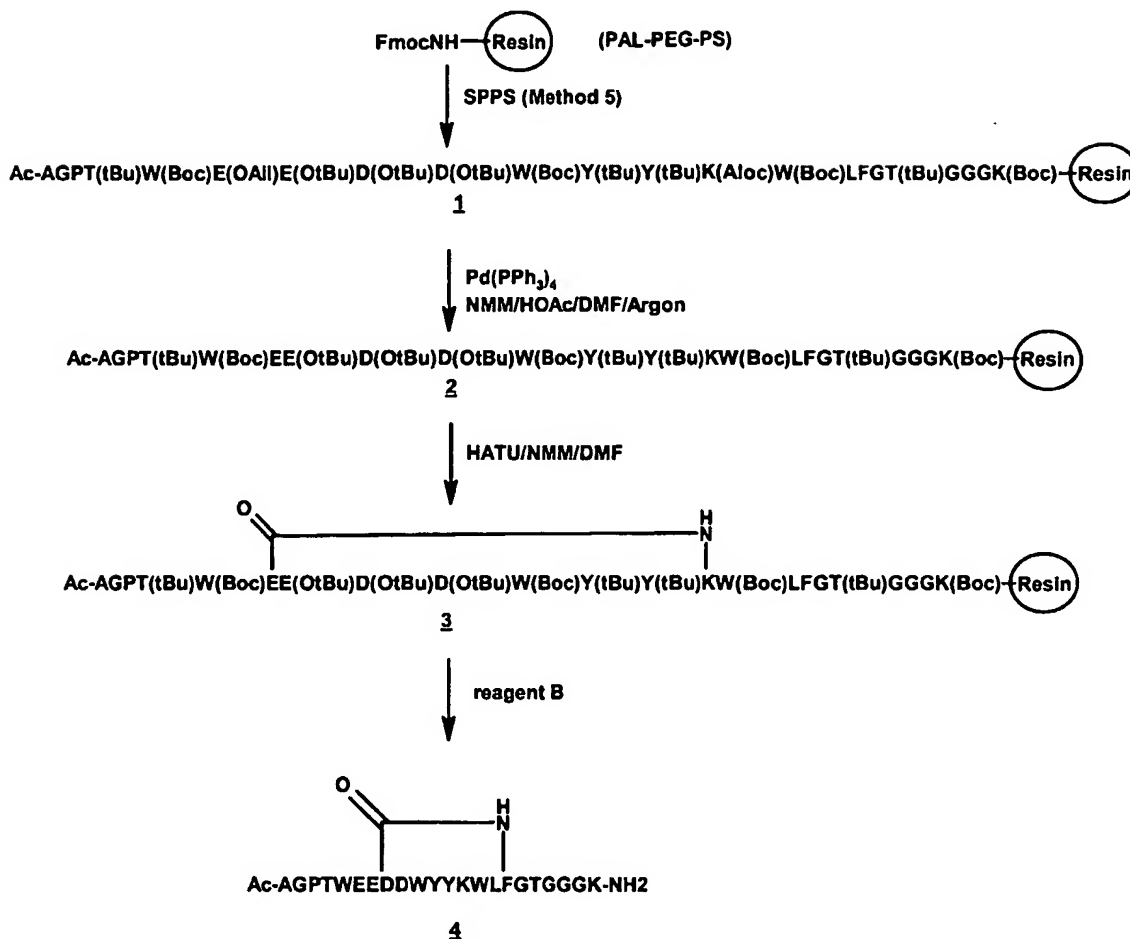 FmocNH Resin (PAL-PEG-PS)
SPPS (Method 5)
Ac-AGPT(tBu)W(Boc)E(OAll)E(OtBu)D(OtBu)D(OtBu)W(Boc)Y(tBu)Y(tBu)K(Aloc)W(Boc)LFGT(tBu)GGGK(Boc) Resin
1
Pd(PPh3)4
NMM/HOAc/DMF/Argon
Ac-AGPT(tBu)W(Boc)EE(OtBu)D(OtBu)D(OtBu)W(Boc)Y(tBu)Y(tBu)KW(Boc)LFGT(tBu)GGGK(Boc) Resin
2
HATU/NMM/DMF
O H
N
Ac-AGPT(tBu)W(Boc)EE(OtBu)D(OtBu)D(OtBu)W(Boc)Y(tBu)Y(tBu)KW(Boc)LFGT(tBu)GGGK(Boc) Resin
3
reagent B
O H
N
Ac-AGPTWEEDDWYYKWLFGTGGGK-NH2
4